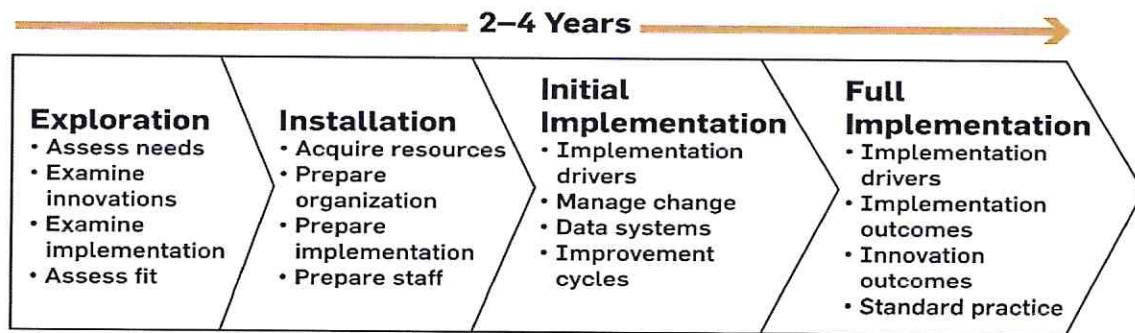 2–4 Years
Exploration
• Assess needs
• Examine
innovations
• Examine
implementation
• Assess fit
Installation
• Acquire resources
• Prepare
organization
• Prepare
implementation
• Prepare staff
Initial
Implementation
• Implementation
drivers
• Manage change
• Data systems
• Improvement
cycles
Full
Implementation
• Implementation
drivers
• Implementation
outcomes
• Innovation
outcomes
• Standard practice